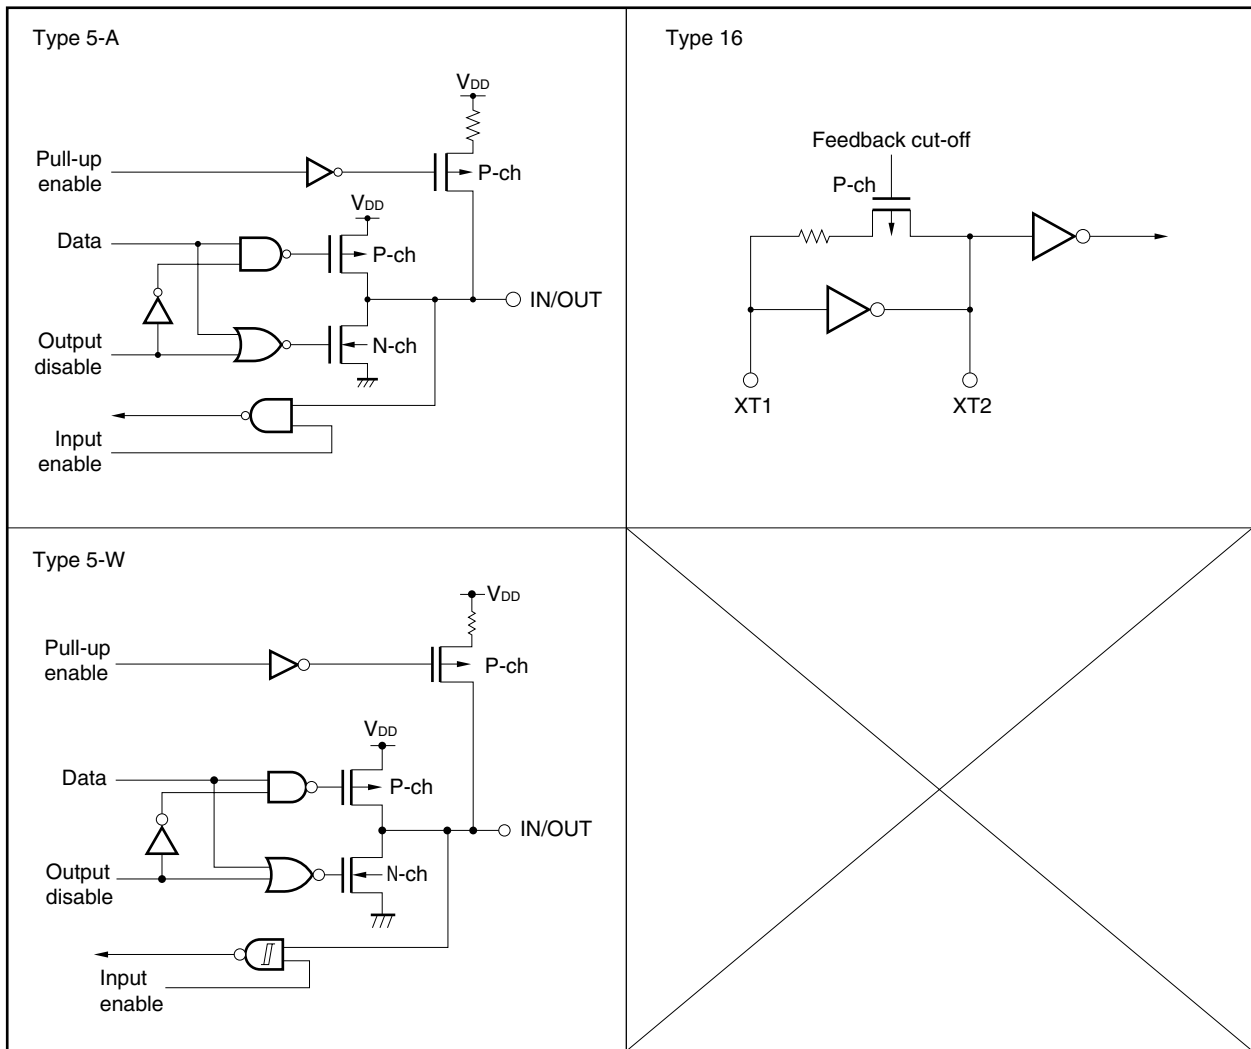 Type 5-A
VDD
Pull-up
enable
P-ch
VDD
Data
P-ch
IN/OUT
Output
disable
N-ch
Input
enable
Type 16
Feedback cut-off
P-ch
XT1
XT2
Type 5-W
VDD
Pull-up
enable
P-ch
VDD
Data
P-ch
IN/OUT
Output
disable
N-ch
Input
enable